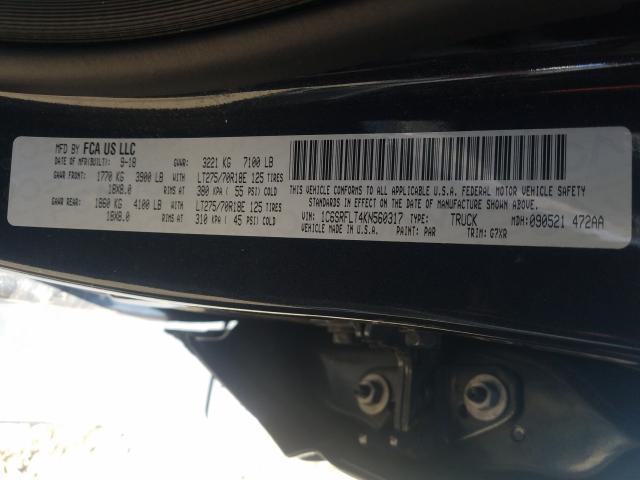 MFD BY FCA US LLC
DATE OF MFR(BUILT): 9-18 GVWR: 3221 KG 7100 LB
GAWR FRONT: 1770 KG 3900 LB WITH LT275/70R18E 125 TIRES
18X8.0 RIMS AT 380 KPA ( 55 PSI) COLD
GAWR REAR: 1860 KG 4100 LB WITH LT275/70R18E 125 TIRES
18X8.0 RIMS AT 310 KPA ( 45 PSI) COLD
THIS VEHICLE CONFORMS TO ALL APPLICABLE U.S.A. FEDERAL MOTOR VEHICLE SAFETY
STANDARDS IN EFFECT ON THE DATE OF MANUFACTURE SHOWN ABOVE.
VIN: 1C6SRFLT4KN560317 TYPE: TRUCK MDH: 090521 472AA
VEHICLE MADE IN U.S.A. PAINT: PAR TRIM: G7XR